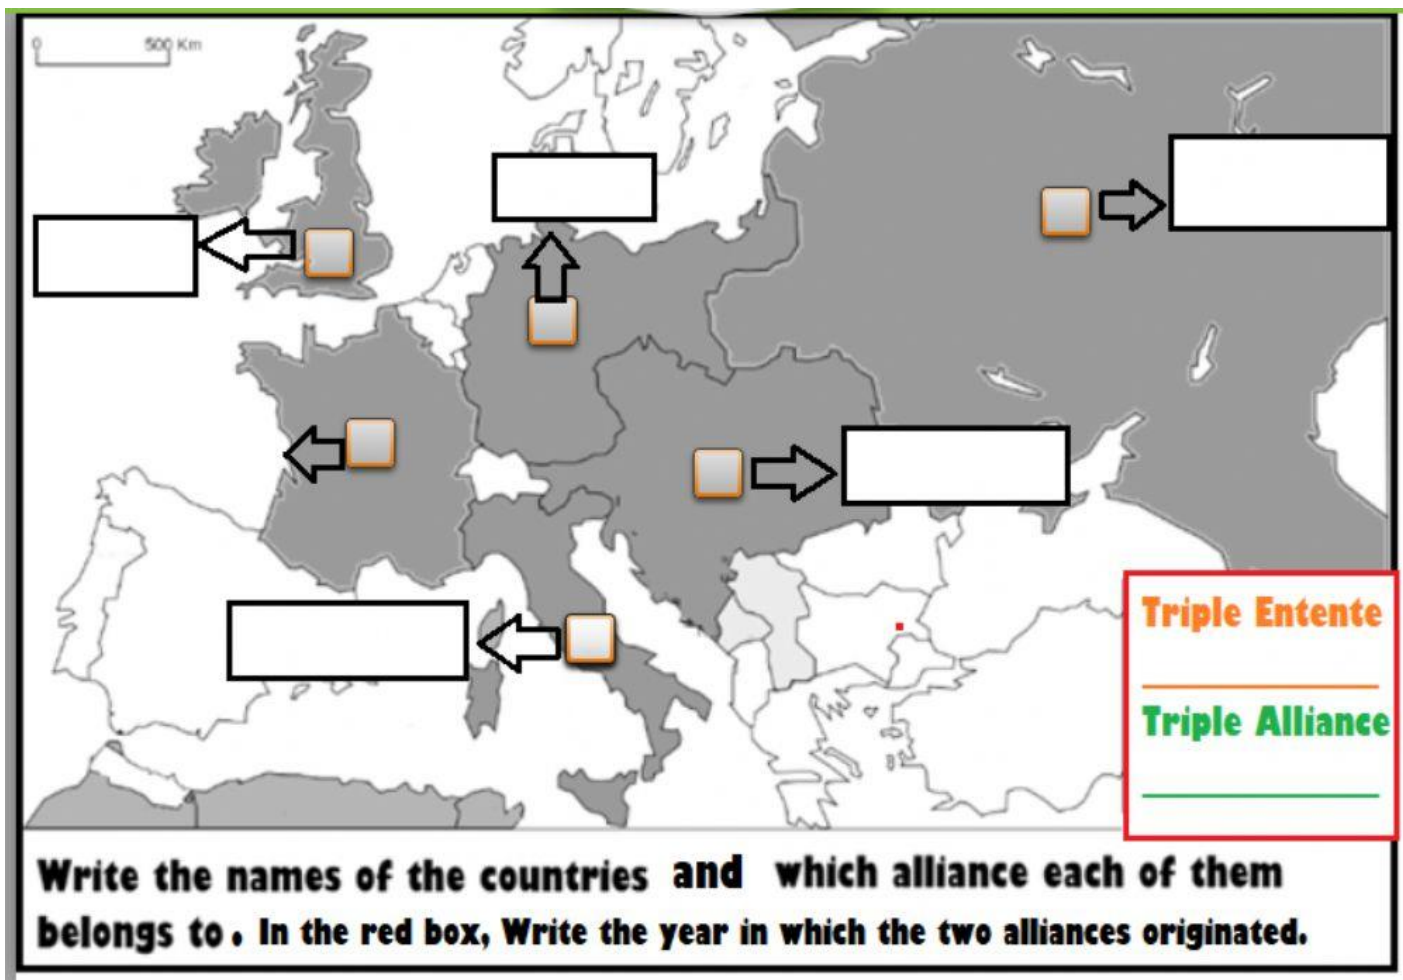 0 500 Km
Triple Entente
Triple Alliance
Write the names of the countries and which alliance each of them
belongs to. In the red box, Write the year in which the two alliances originated.